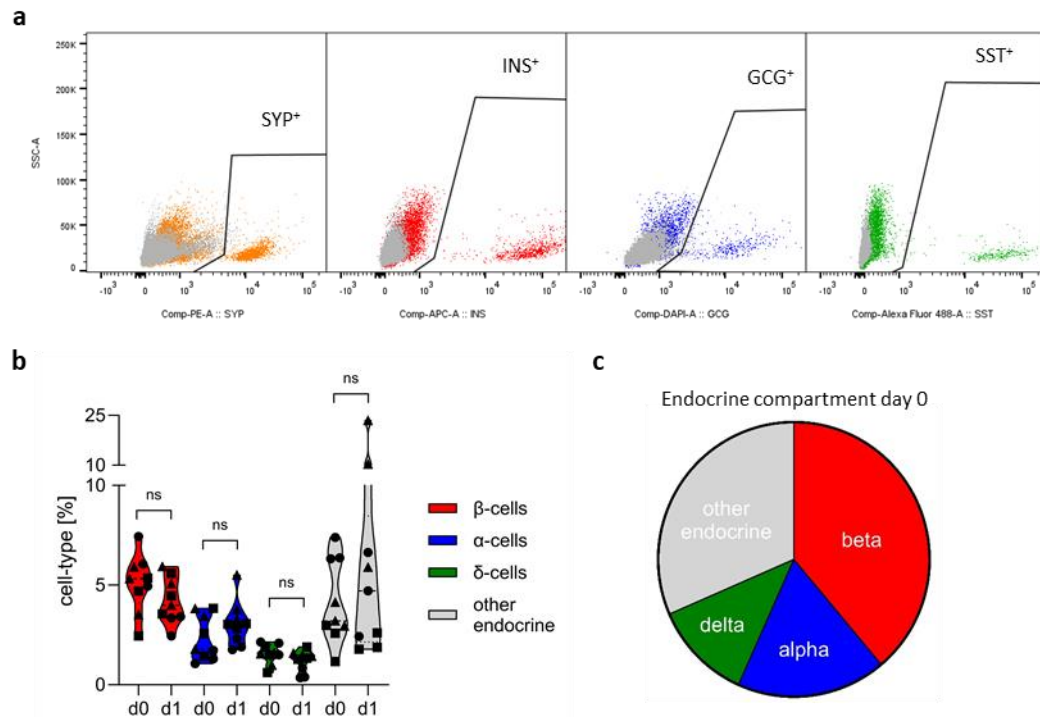 a
SYP⁺
INS⁺
GCG⁺
SST⁺
SSC-A
250K
200K
150K
100K
50K
0
-10³ 0 10³ 10⁴ 10⁵
-10³ 0 10³ 10⁴ 10⁵
-10³ 0 10³ 10⁴ 10⁵
-10³ 0 10³ 10⁴ 10⁵
Comp-PE-A :: SYP
Comp-APC-A :: INS
Comp-DAPI-A :: GCG
Comp-Alexa Fluor 488-A :: SST
b
cell-type [%]
25
10
10
5
0
ns
ns
ns
ns
d0 d1 d0 d1 d0 d1 d0 d1
β-cells
α-cells
δ-cells
other
endocrine
c
Endocrine compartment day 0
other
endocrine
beta
delta
alpha